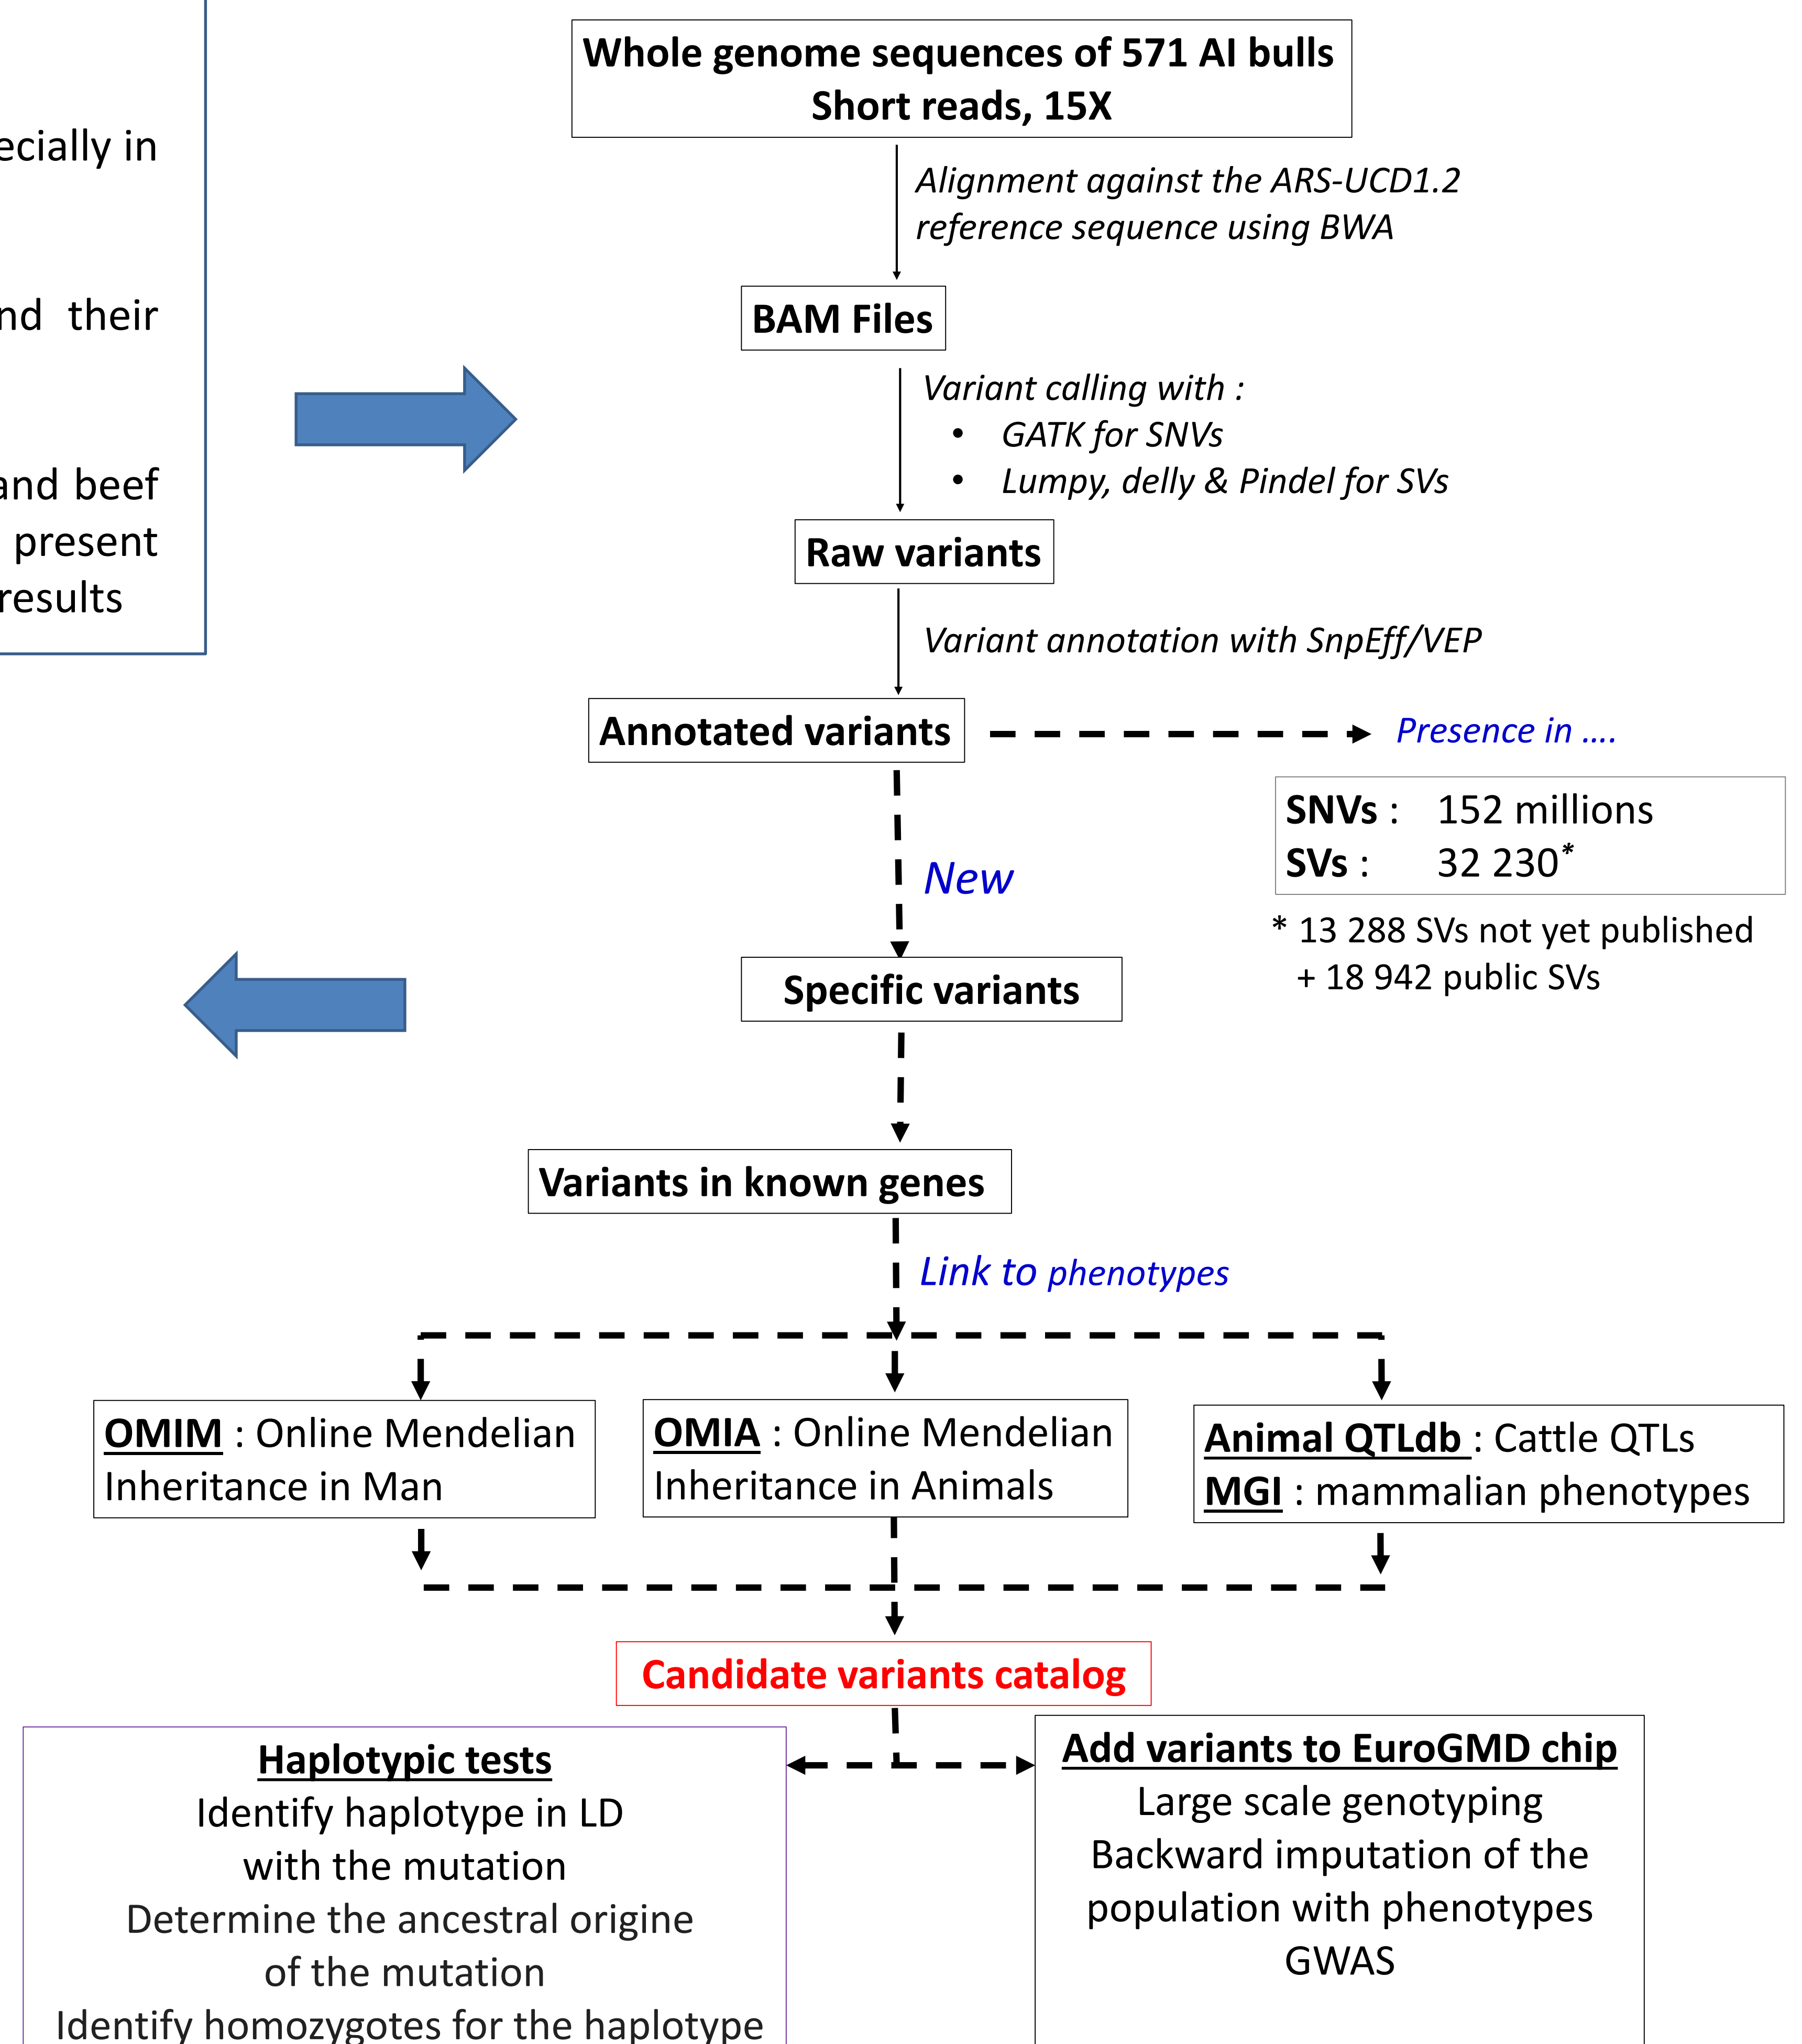 ecially in
nd their
and beef
present
results
Whole genome sequences of 571 AI bulls
Short reads, 15X
Alignment against the ARS-UCD1.2
reference sequence using BWA
BAM Files
Variant calling with :
• GATK for SNVs
• Lumpy, delly & Pindel for SVs
Raw variants
Variant annotation with SnpEff/VEP
Annotated variants
Presence in ....
SNVs : 152 millions
SVs : 32 230*
* 13 288 SVs not yet published
+ 18 942 public SVs
New
Specific variants
Variants in known genes
Link to phenotypes
OMIM : Online Mendelian
Inheritance in Man
OMIA : Online Mendelian
Inheritance in Animals
Animal QTLdb : Cattle QTLs
MGI : mammalian phenotypes
Candidate variants catalog
Haplotypic tests
Identify haplotype in LD
with the mutation
Determine the ancestral origine
of the mutation
Identify homozygotes for the haplotype
Add variants to EuroGMD chip
Large scale genotyping
Backward imputation of the
population with phenotypes
GWAS